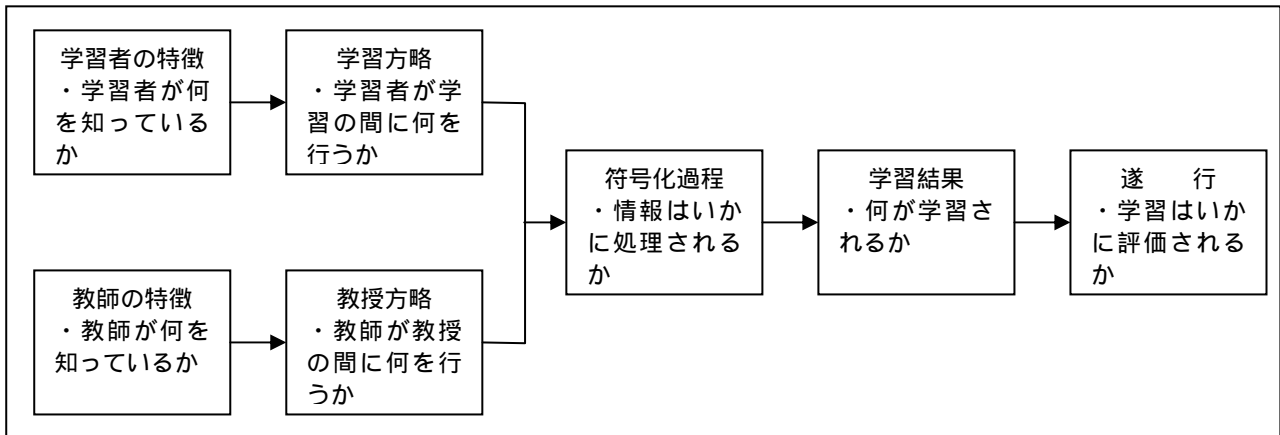 学習者の特徴
・学習者が何
を知っている
か
学習方略
・学習者が学
習の間に何を
行うか
符号化過程
・情報はいか
に処理される
か
学習結果
・何が学習さ
れるか
遂　　行
・学習はいか
に評価される
か
教師の特徴
・教師が何を
知っているか
教授方略
・教師が教授
の間に何を行
うか